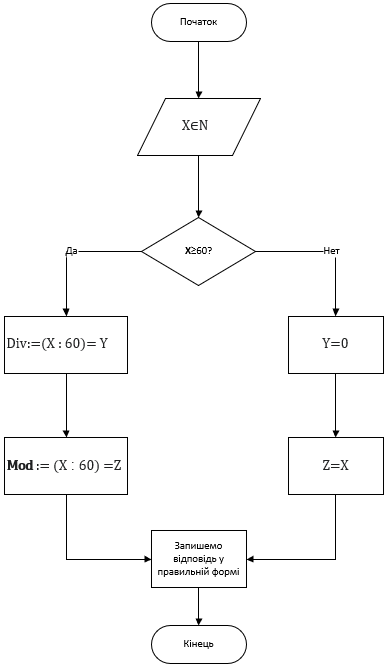 Початок
X∈N
X≥60?
Да
Нет
Div:=(X : 60)= Y
Y=0
Mod := (X : 60) =Z
Z=X
Запишемо
відповідь у
правильній формі
Кінець